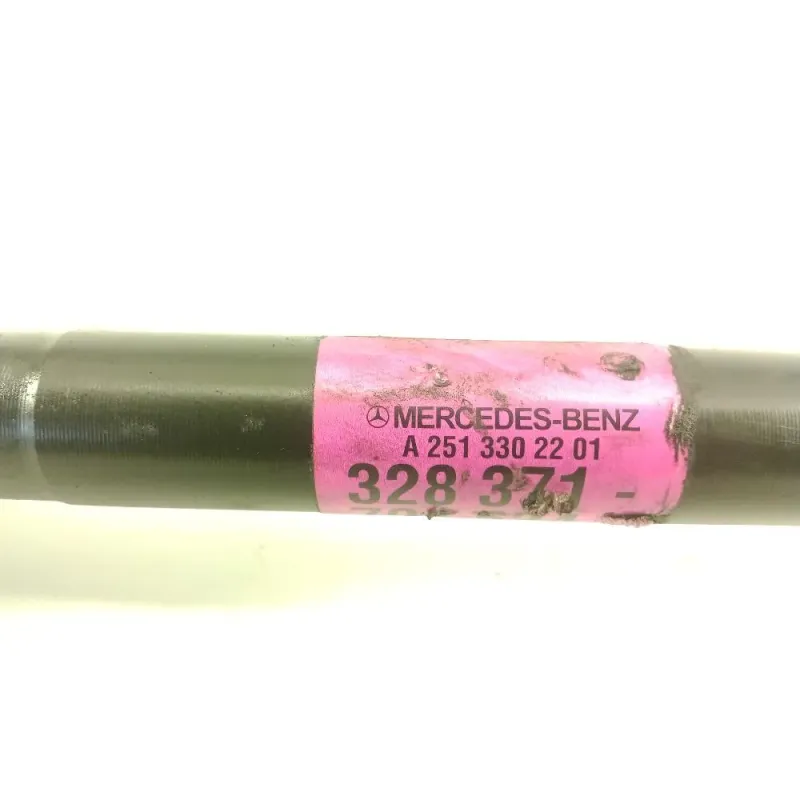 MERCEDES-BENZ
A 251 330 22 01
328 371 -